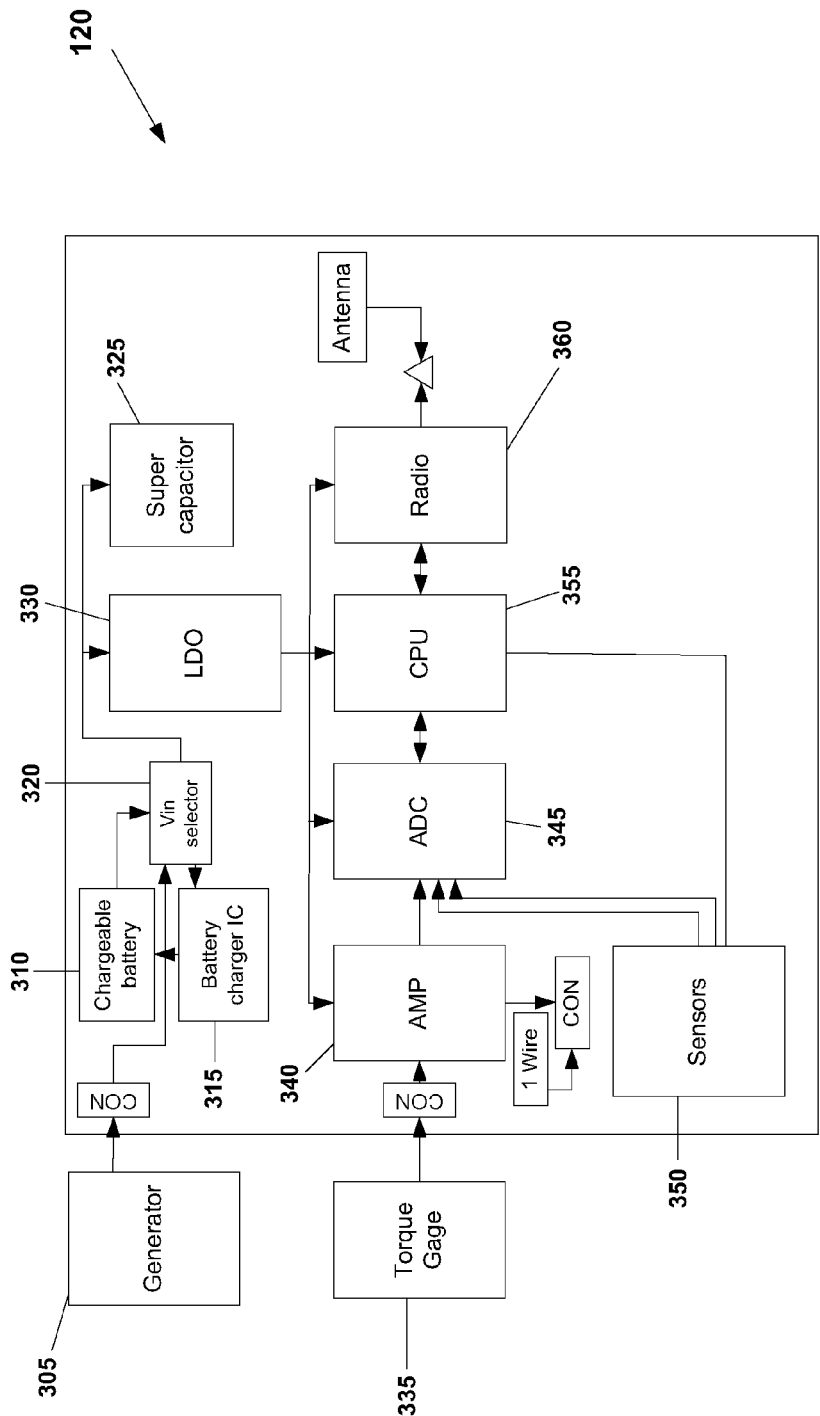 120
305
Generator
CON
310
Chargeable
battery
315
Battery
charger IC
320
Vin
selector
330
LDO
325
Super
capacitor
335
Torque
Gage
CON
340
AMP
345
ADC
355
CPU
360
Radio
Antenna
1 Wire
CON
350
Sensors